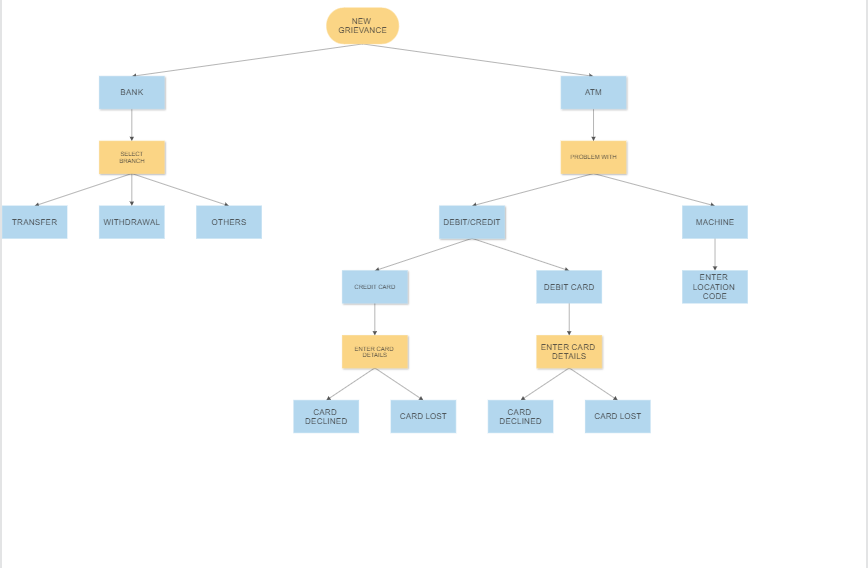 NEW
GRIEVANCE
BANK
ATM
SELECT
BRANCH
PROBLEM WITH
TRANSFER
WITHDRAWAL
OTHERS
DEBIT/CREDIT
MACHINE
CREDIT CARD
DEBIT CARD
ENTER
LOCATION
CODE
ENTER CARD
DETAILS
ENTER CARD
DETAILS
CARD
DECLINED
CARD LOST
CARD
DECLINED
CARD LOST